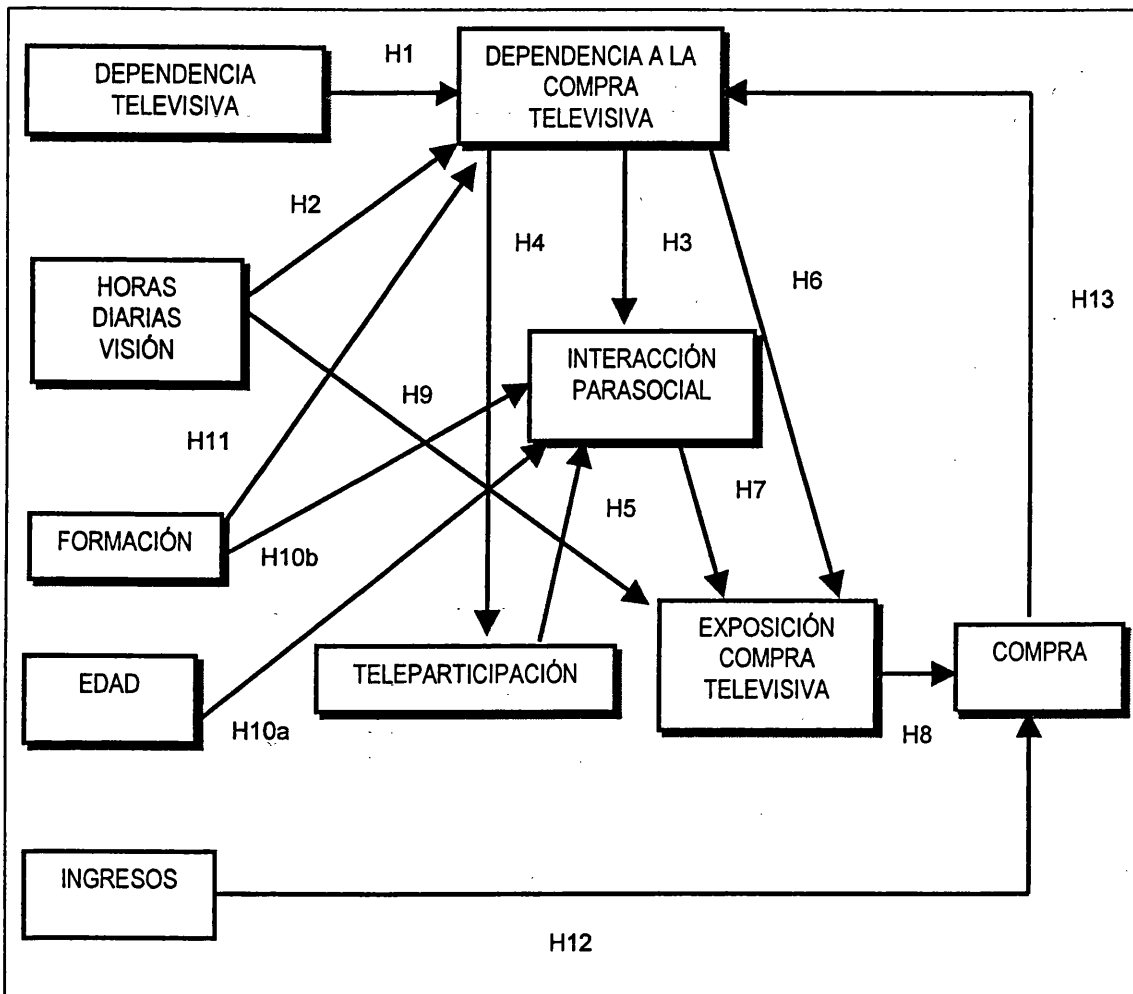 H1
DEPENDENCIA
TELEVISIVA
DEPENDENCIA A LA
COMPRA
TELEVISIVA
H2
H4
H3
H6
H13
HORAS
DIARIAS
VISIÓN
INTERACCIÓN
PARASOCIAL
H9
H11
H7
H5
FORMACIÓN
H10b
EXPOSICIÓN
COMPRA
TELEVISIVA
COMPRA
EDAD
TELEPARTICIPACIÓN
H10a
H8
INGRESOS
H12